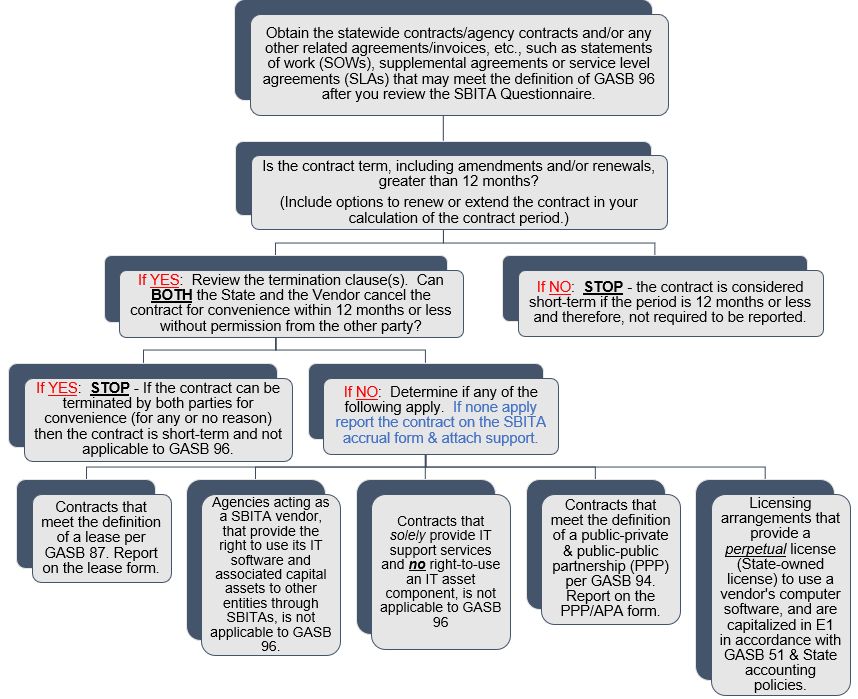 Obtain the statewide contracts/agency contracts and/or any
other related agreements/invoices, etc., such as statements
of work (SOWs), supplemental agreements or service level
agreements (SLAs) that may meet the definition of GASB 96
after you review the SBITA Questionnaire.
Is the contract term, including amendments and/or renewals,
greater than 12 months?
(Include options to renew or extend the contract in your
calculation of the contract period.)
If YES:  Review the termination clause(s).  Can
BOTH the State and the Vendor cancel the
contract for convenience within 12 months or less
without permission from the other party?
If NO:  STOP - the contract is considered
short-term if the period is 12 months or less
and therefore, not required to be reported.
If YES:  STOP - If the contract can be
terminated by both parties for
convenience (for any or no reason)
then the contract is short-term and not
applicable to GASB 96.
If NO:  Determine if any of the
following apply.  If none apply
report the contract on the SBITA
accrual form & attach support.
Contracts that
meet the definition
of a lease per
GASB 87. Report
on the lease form.
Agencies acting as
a SBITA vendor,
that provide the
right to use its IT
software and
associated capital
assets to other
entities through
SBITAs, is not
applicable to GASB
96.
Contracts that
solely provide IT
support services
and no right-to-use
an IT asset
component, is not
applicable to GASB
96
Contracts that
meet the definition
of a public-private
& public-public
partnership (PPP)
per GASB 94.
Report on the
PPP/APA form.
Licensing
arrangements that
provide a
perpetual license
(State-owned
license) to use a
vendor's computer
software, and are
capitalized in E1
in accordance with
GASB 51 & State
accounting
policies.